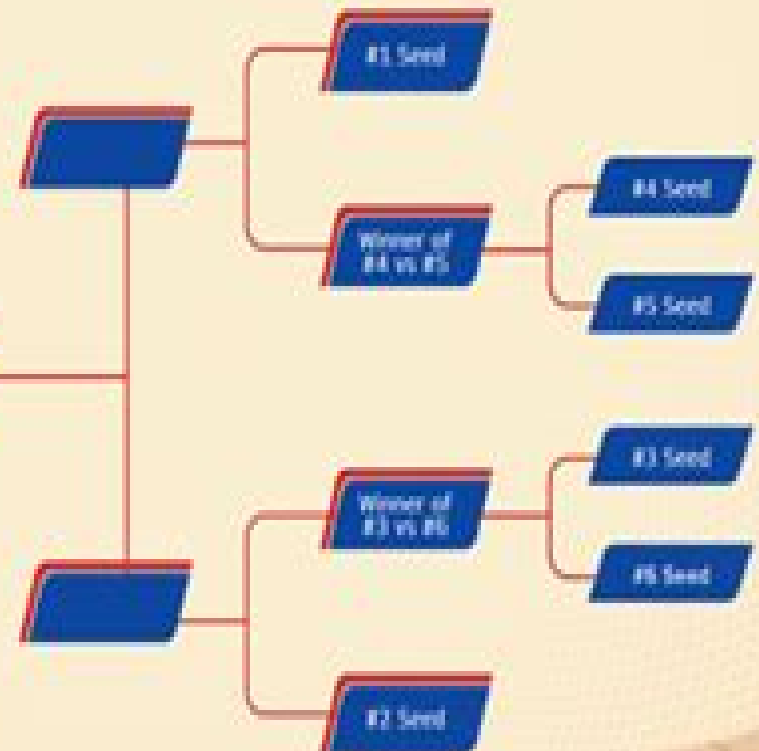 #1 Seed
#4 Seed
Winner of
#4 vs #5
#5 Seed
#3 Seed
Winner of
#3 vs #6
#6 Seed
#2 Seed